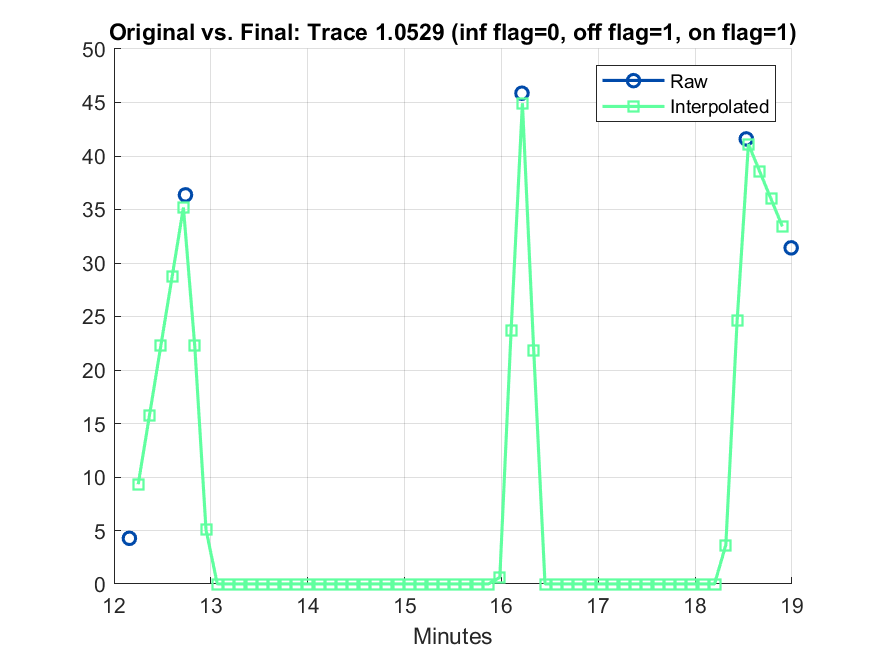 Original vs. Final: Trace 1.0529 (inf flag=0, off flag=1, on flag=1)
50
45
40
35
30
25
20
15
10
5
0
Raw
Interpolated
12 13 14 15 16 17 18 19
Minutes